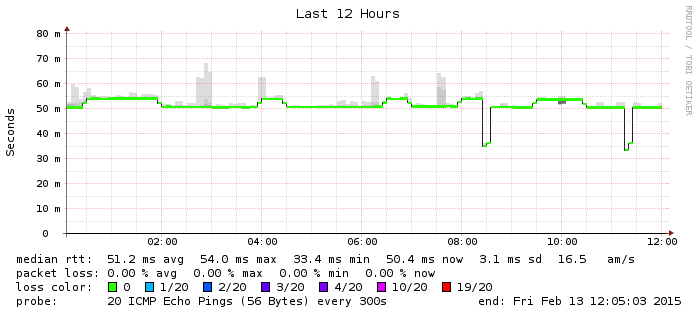 Last 12 Hours
RRDTOOL / TOBI OETIKER
Seconds
80 m
70 m
60 m
50 m
40 m
30 m
20 m
10 m
0
02:00 04:00 06:00 08:00 10:00 12:00
median rtt: 51.2 ms avg 54.0 ms max 33.4 ms min 50.4 ms now 3.1 ms sd 16.5 am/s
packet loss: 0.00 % avg 0.00 % max 0.00 % min 0.00 % now
loss color: 0 1/20 2/20 3/20 4/20 10/20 19/20
probe: 20 ICMP Echo Pings (56 Bytes) every 300s end: Fri Feb 13 12:05:03 2015